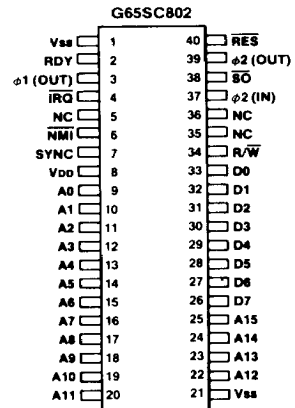 G65SC802
Vss 1 40 R̅E̅S̅
RDY 2 39 ϕ2 (OUT)
ϕ1 (OUT) 3 38 S̅O̅
I̅R̅Q̅ 4 37 ϕ2 (IN)
NC 5 36 NC
N̅M̅I̅ 6 35 NC
SYNC 7 34 R/W̅
VDD 8 33 D0
A0 9 32 D1
A1 10 31 D2
A2 11 30 D3
A3 12 29 D4
A4 13 28 D5
A5 14 27 D6
A6 15 26 D7
A7 16 25 A15
A8 17 24 A14
A9 18 23 A13
A10 19 22 A12
A11 20 21 Vss